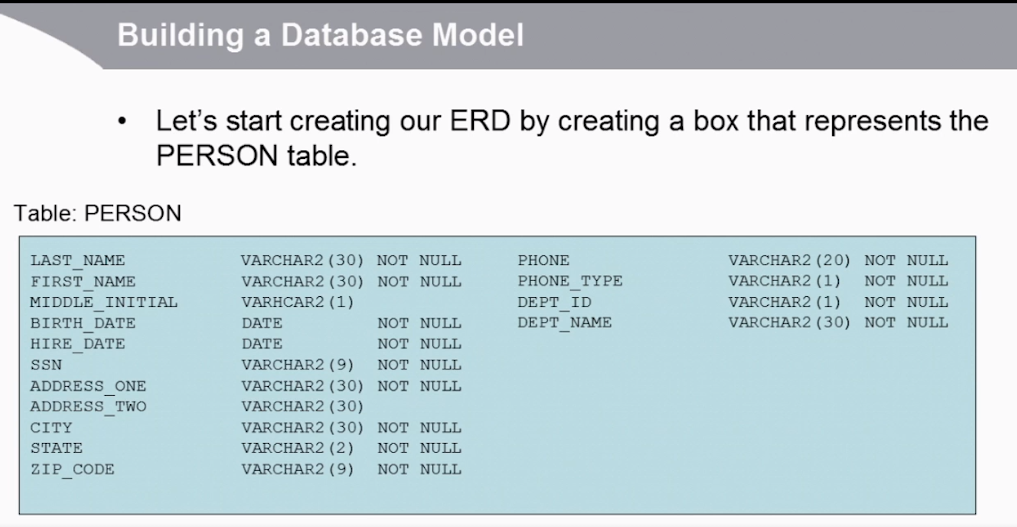 Building a Database Model
• Let's start creating our ERD by creating a box that represents the
PERSON table.
Table: PERSON
LAST_NAME VARCHAR2(30) NOT NULL PHONE VARCHAR2(20) NOT NULL
FIRST_NAME VARCHAR2(30) NOT NULL PHONE_TYPE VARCHAR2(1) NOT NULL
MIDDLE_INITIAL VARHCAR2(1) DEPT_ID VARCHAR2(1) NOT NULL
BIRTH_DATE DATE NOT NULL DEPT_NAME VARCHAR2(30) NOT NULL
HIRE_DATE DATE NOT NULL
SSN VARCHAR2(9) NOT NULL
ADDRESS_ONE VARCHAR2(30) NOT NULL
ADDRESS_TWO VARCHAR2(30)
CITY VARCHAR2(30) NOT NULL
STATE VARCHAR2(2) NOT NULL
ZIP_CODE VARCHAR2(9) NOT NULL